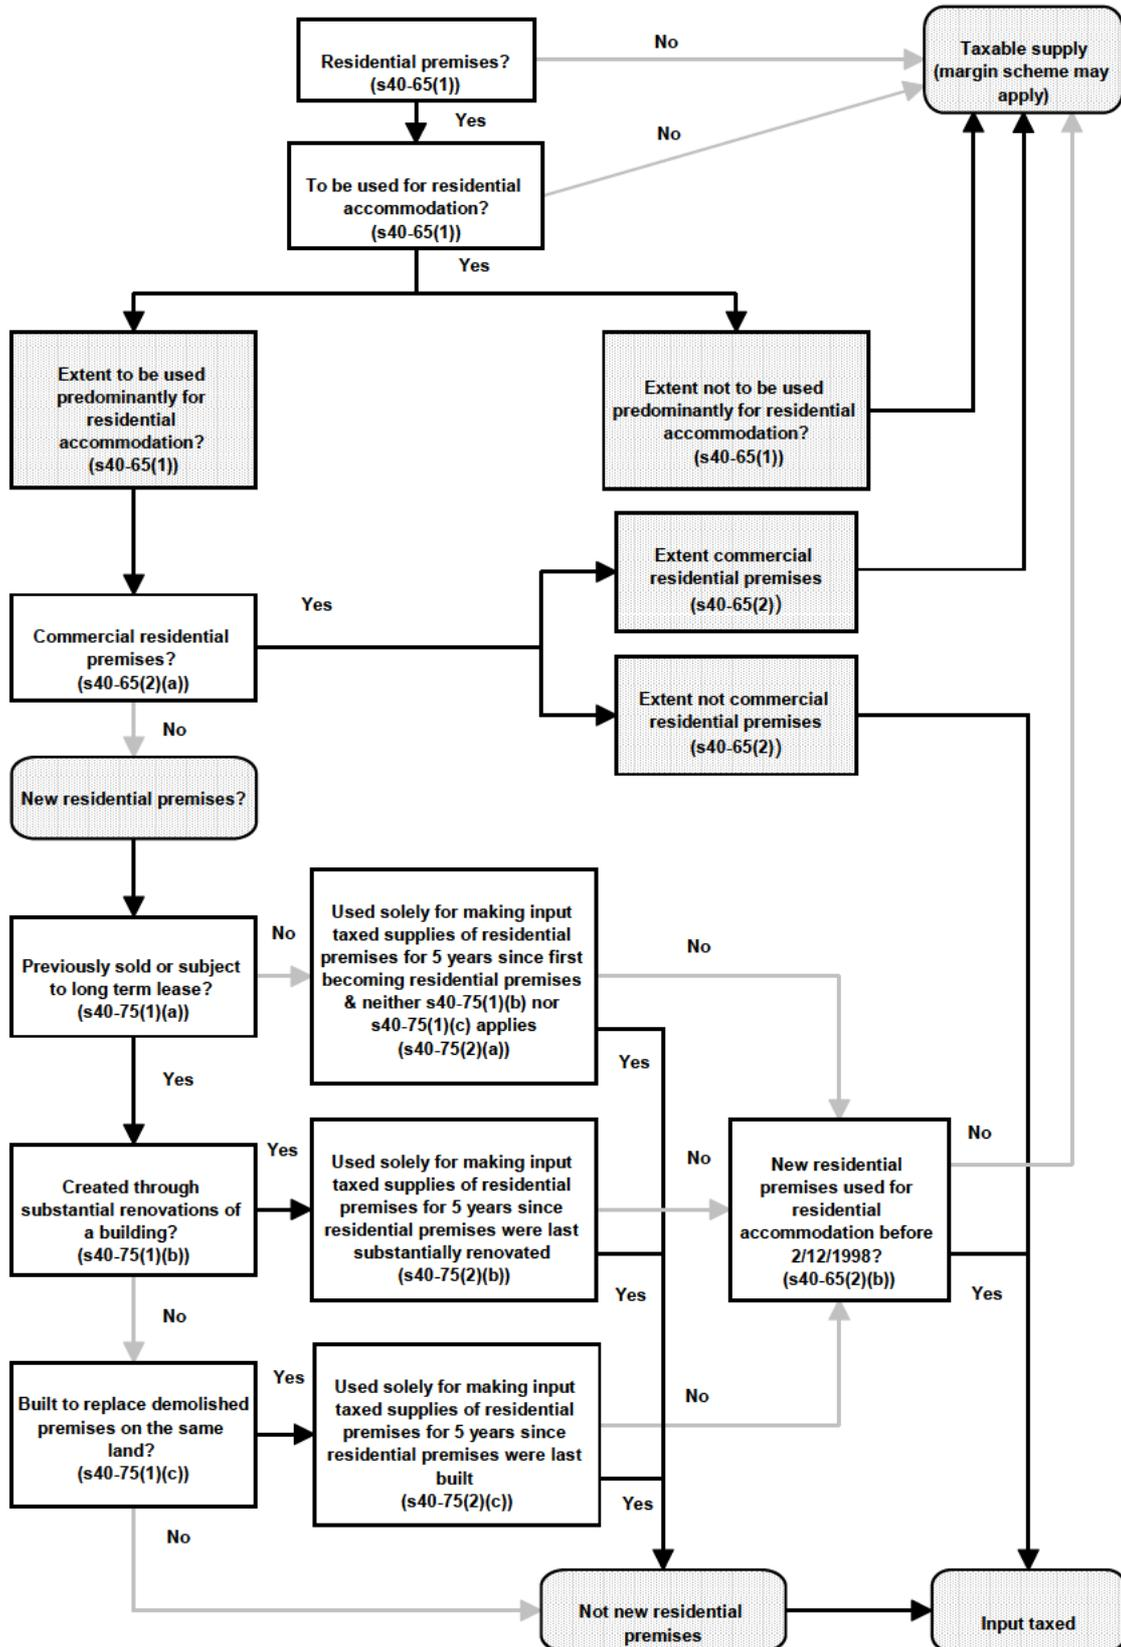 Residential premises?
(s40-65(1))
No
Taxable supply
(margin scheme may
apply)
Yes
No
To be used for residential
accommodation?
(s40-65(1))
Yes
Extent to be used
predominantly for
residential
accommodation?
(s40-65(1))
Extent not to be used
predominantly for residential
accommodation?
(s40-65(1))
Extent commercial
residential premises
(s40-65(2))
Yes
Commercial residential
premises?
(s40-65(2)(a))
Extent not commercial
residential premises
(s40-65(2))
No
New residential premises?
Previously sold or subject
to long term lease?
(s40-75(1)(a))
No
Used solely for making input
taxed supplies of residential
premises for 5 years since first
becoming residential premises
& neither s40-75(1)(b) nor
s40-75(1)(c) applies
(s40-75(2)(a))
No
Yes
Yes
Created through
substantial renovations of
a building?
(s40-75(1)(b))
Yes
Used solely for making input
taxed supplies of residential
premises for 5 years since
residential premises were last
substantially renovated
(s40-75(2)(b))
No
Yes
New residential
premises used for
residential
accommodation before
2/12/1998?
(s40-65(2)(b))
No
Yes
No
Built to replace demolished
premises on the same
land?
(s40-75(1)(c))
Yes
Used solely for making input
taxed supplies of residential
premises for 5 years since
residential premises were last
built
(s40-75(2)(c))
No
Yes
No
Not new residential
premises
Input taxed